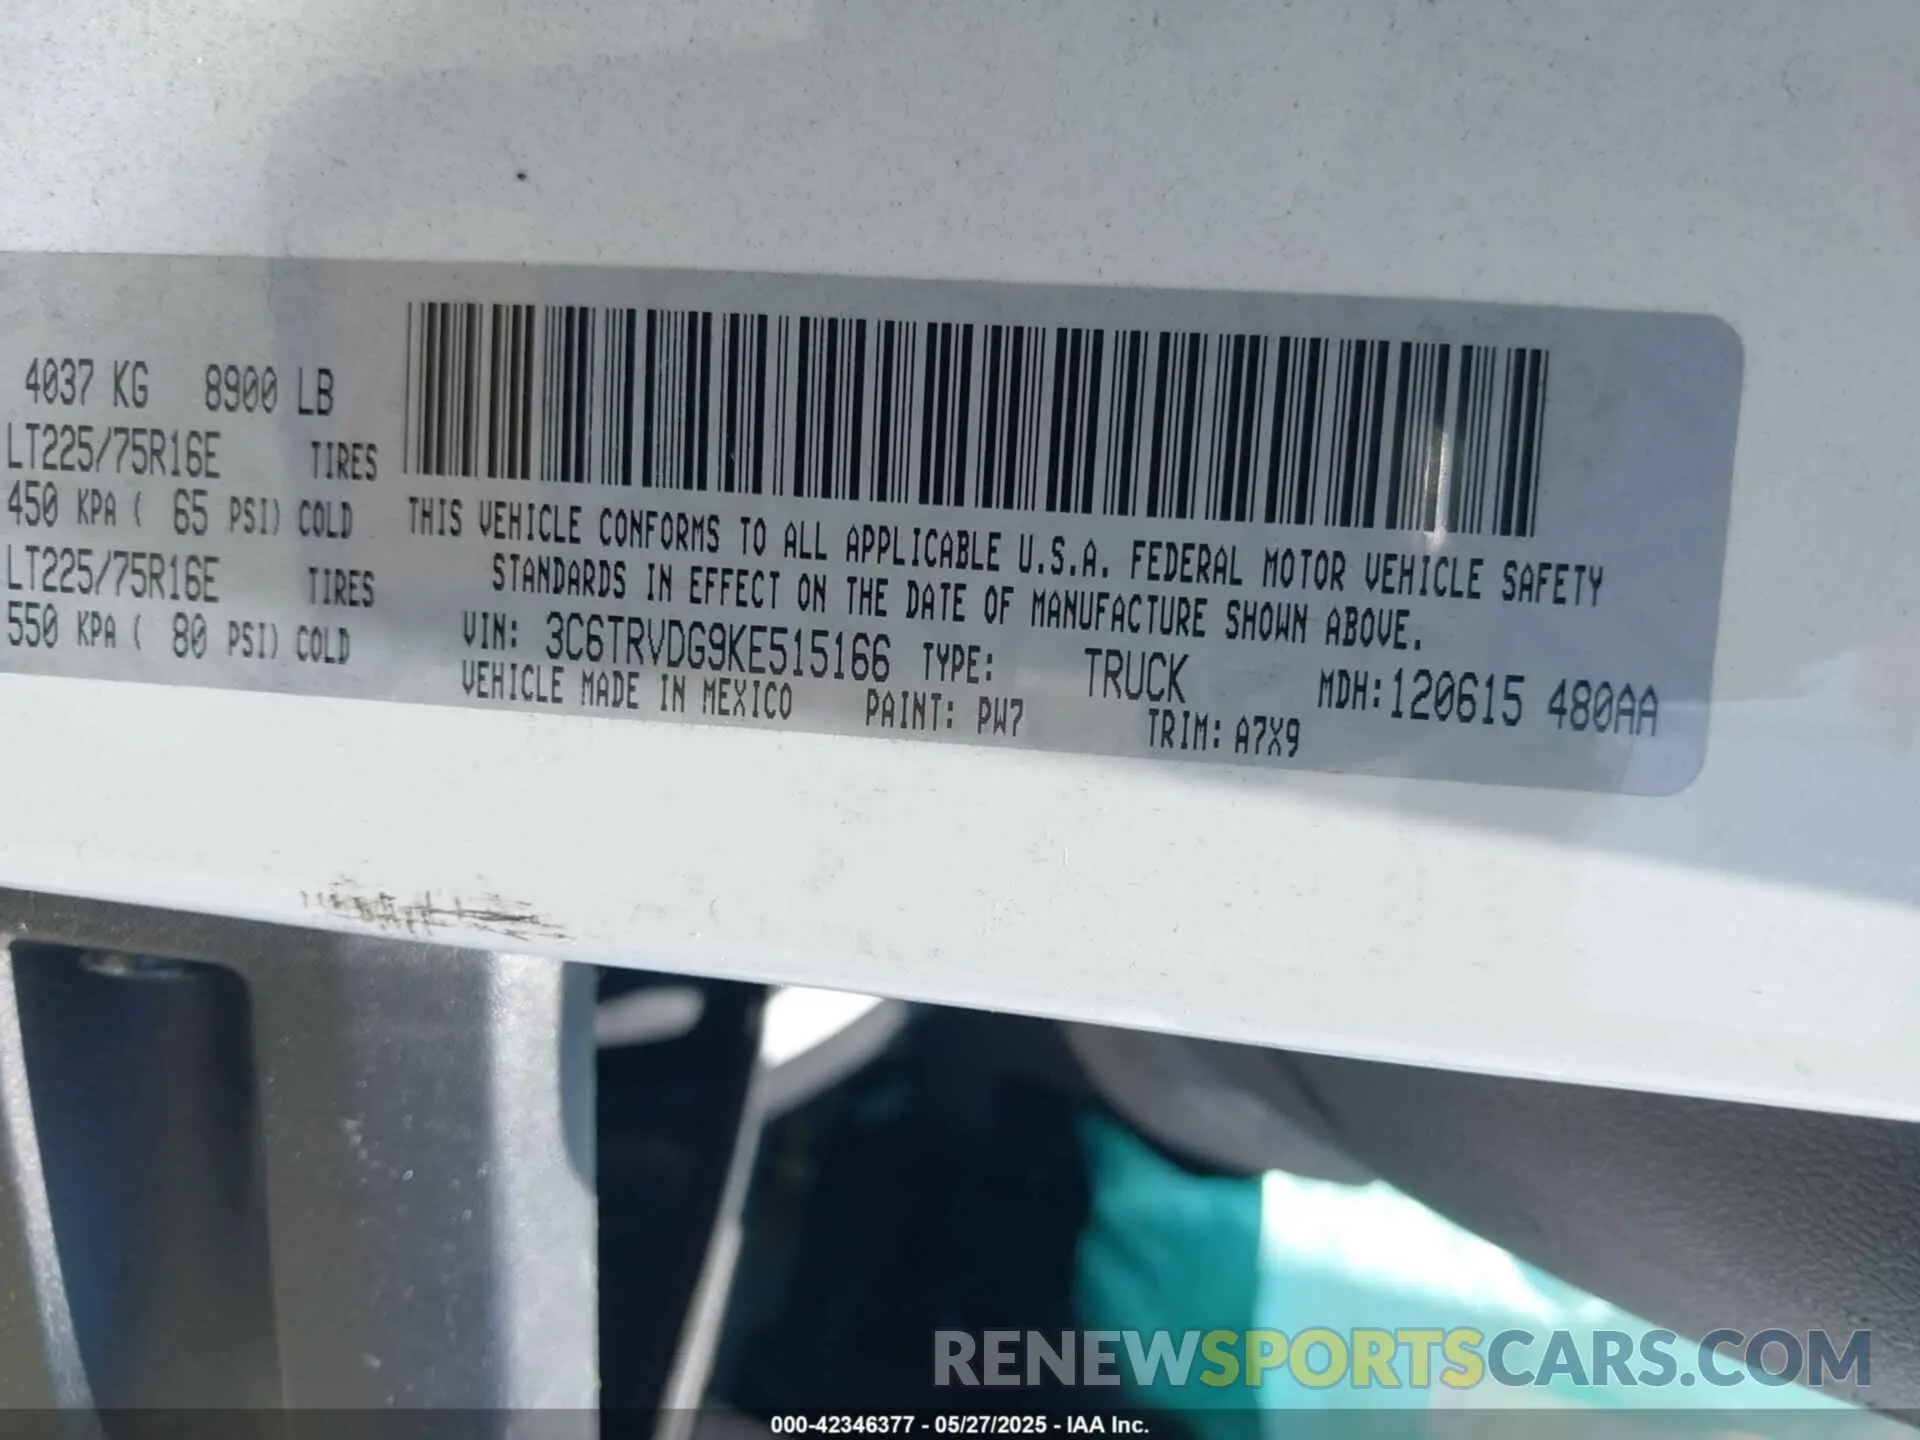 4037 KG 8900 LB
LT225/75R16E TIRES
450 KPA ( 65 PSI) COLD
LT225/75R16E TIRES
550 KPA ( 80 PSI) COLD
THIS VEHICLE CONFORMS TO ALL APPLICABLE U.S.A. FEDERAL MOTOR VEHICLE SAFETY
STANDARDS IN EFFECT ON THE DATE OF MANUFACTURE SHOWN ABOVE.
VIN: 3C6TRVDG9KE515166 TYPE: TRUCK MDH:120615 480AA
VEHICLE MADE IN MEXICO PAINT: PW7 TRIM: A7X9
RENEWSPORTSCARS.COM
000-42346377 - 05/27/2025 - IAA Inc.